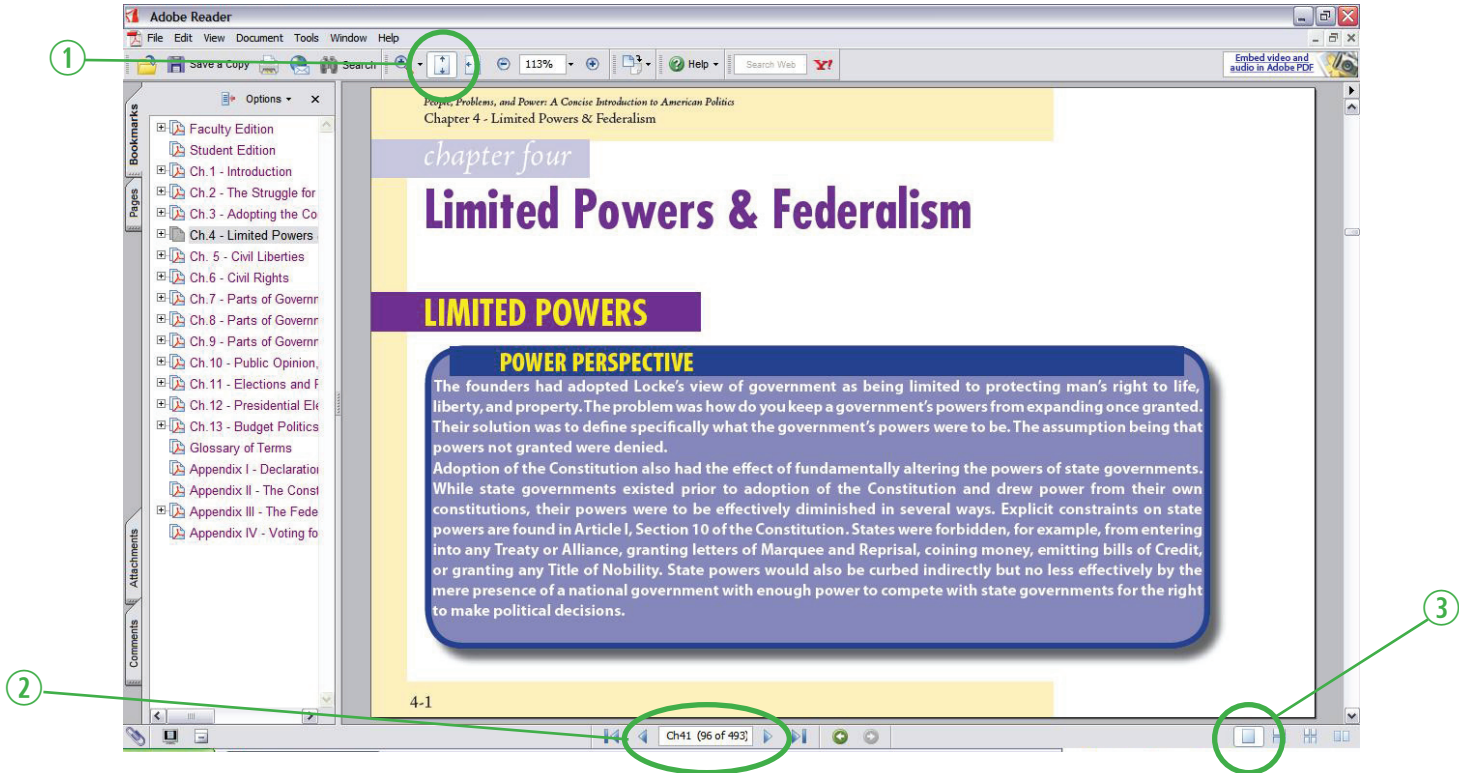 Adobe Reader
File Edit View Document Tools Window Help
1
Save a Copy
Search
113%
Help
Search Web
Y!
Embed video and
audio in Adobe PDF
Options
Bookmarks
Pages
Attachments
Comments
Faculty Edition
Student Edition
Ch.1 - Introduction
Ch.2 - The Struggle for
Ch.3 - Adopting the Co
Ch.4 - Limited Powers
Ch. 5 - Civil Liberties
Ch.6 - Civil Rights
Ch.7 - Parts of Governr
Ch.8 - Parts of Governr
Ch.9 - Parts of Governr
Ch.10 - Public Opinion,
Ch.11 - Elections and F
Ch.12 - Presidential Ele
Ch.13 - Budget Politics
Glossary of Terms
Appendix I - Declaration
Appendix II - The Const
Appendix III - The Fede
Appendix IV - Voting fo
People, Problems, and Power: A Concise Introduction to American Politics
Chapter 4 - Limited Powers & Federalism
chapter four
Limited Powers & Federalism
LIMITED POWERS
POWER PERSPECTIVE
The founders had adopted Locke's view of government as being limited to protecting man's right to life,
liberty, and property. The problem was how do you keep a government's powers from expanding once granted.
Their solution was to define specifically what the government's powers were to be. The assumption being that
powers not granted were denied.
Adoption of the Constitution also had the effect of fundamentally altering the powers of state governments.
While state governments existed prior to adoption of the Constitution and drew power from their own
constitutions, their powers were to be effectively diminished in several ways. Explicit constraints on state
powers are found in Article I, Section 10 of the Constitution. States were forbidden, for example, from entering
into any Treaty or Alliance, granting letters of Marquee and Reprisal, coining money, emitting bills of Credit,
or granting any Title of Nobility. State powers would also be curbed indirectly but no less effectively by the
mere presence of a national government with enough power to compete with state governments for the right
to make political decisions.
3
2
4-1
Ch41 (96 of 493)